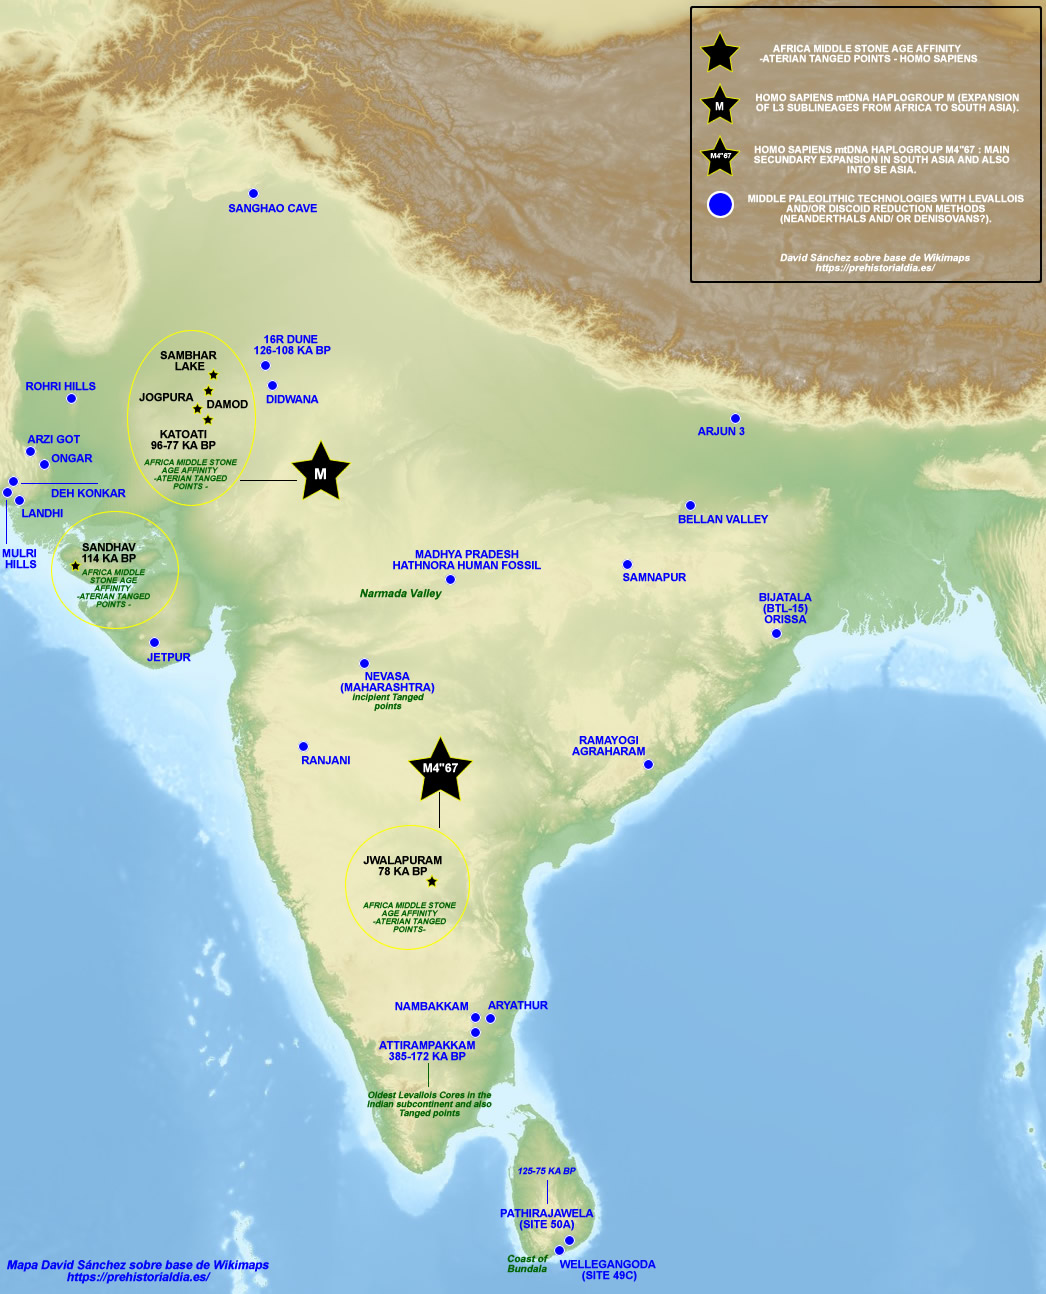 AFRICA MIDDLE STONE AGE AFFINITY
-ATERIAN TANGED POINTS - HOMO SAPIENS
M
HOMO SAPIENS mtDNA HAPLOGROUP M (EXPANSION
OF L3 SUBLINEAGES FROM AFRICA TO SOUTH ASIA).
M4"67
HOMO SAPIENS mtDNA HAPLOGROUP M4"67 : MAIN
SECUNDARY EXPANSION IN SOUTH ASIA AND ALSO
INTO SE ASIA.
MIDDLE PALEOLITHIC TECHNOLOGIES WITH LEVALLOIS
AND/OR DISCOID REDUCTION METHODS
(NEANDERTHALS AND/ OR DENISOVANS?).
David Sánchez sobre base de Wikimaps
https://prehistorialdia.es/
SANGHAO CAVE
16R DUNE
126-108 KA BP
DIDWANA
SAMBHAR
LAKE
JOGPURA
DAMOD
KATOATI
96-77 KA BP
AFRICA MIDDLE STONE
AGE AFFINITY
-ATERIAN TANGED
POINTS -
M
ROHRI HILLS
ARZI GOT
ONGAR
DEH KONKAR
LANDHI
MULRI
HILLS
SANDHAV
114 KA BP
AFRICA MIDDLE
STONE AGE
AFFINITY
-ATERIAN TANGED
POINTS -
JETPUR
ARJUN 3
BELLAN VALLEY
MADHYA PRADESH
HATHNORA HUMAN FOSSIL
Narmada Valley
SAMNAPUR
BIJATALA
(BTL-15)
ORISSA
NEVASA
(MAHARASHTRA)
Incipient Tanged
points
RANJANI
M4"67
RAMAYOGI
AGRAHARAM
JWALAPURAM
78 KA BP
AFRICA MIDDLE STONE
AGE AFFINITY
-ATERIAN TANGED
POINTS-
NAMBAKKAM
ARYATHUR
ATTIRAMPAKKAM
385-172 KA BP
Oldest Levallois Cores in the
Indian subcontinent and also
Tanged points
125-75 KA BP
PATHIRAJAWELA
(SITE 50A)
Coast of
Bundala
WELLEGANGODA
(SITE 49C)
Mapa David Sánchez sobre base de Wikimaps
https://prehistorialdia.es/